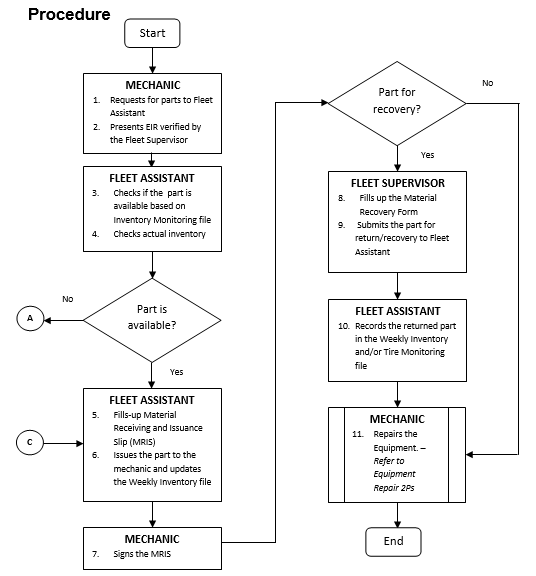 Procedure
Start
MECHANIC
1. Requests for parts to Fleet
Assistant
2. Presents EIR verified by
the Fleet Supervisor
FLEET ASSISTANT
3. Checks if the part is
available based on
Inventory Monitoring file
4. Checks actual inventory
Part is
available?
No
A
Yes
FLEET ASSISTANT
5. Fills-up Material
Receiving and Issuance
Slip (MRIS)
6. Issues the part to the
mechanic and updates
the Weekly Inventory file
C
MECHANIC
7. Signs the MRIS
Part for
recovery?
No
Yes
FLEET SUPERVISOR
8. Fills up the Material
Recovery Form
9. Submits the part for
return/recovery to Fleet
Assistant
FLEET ASSISTANT
10. Records the returned part
in the Weekly Inventory
and/or Tire Monitoring
file
MECHANIC
11. Repairs the
Equipment. –
Refer to
Equipment
Repair 2Ps
End